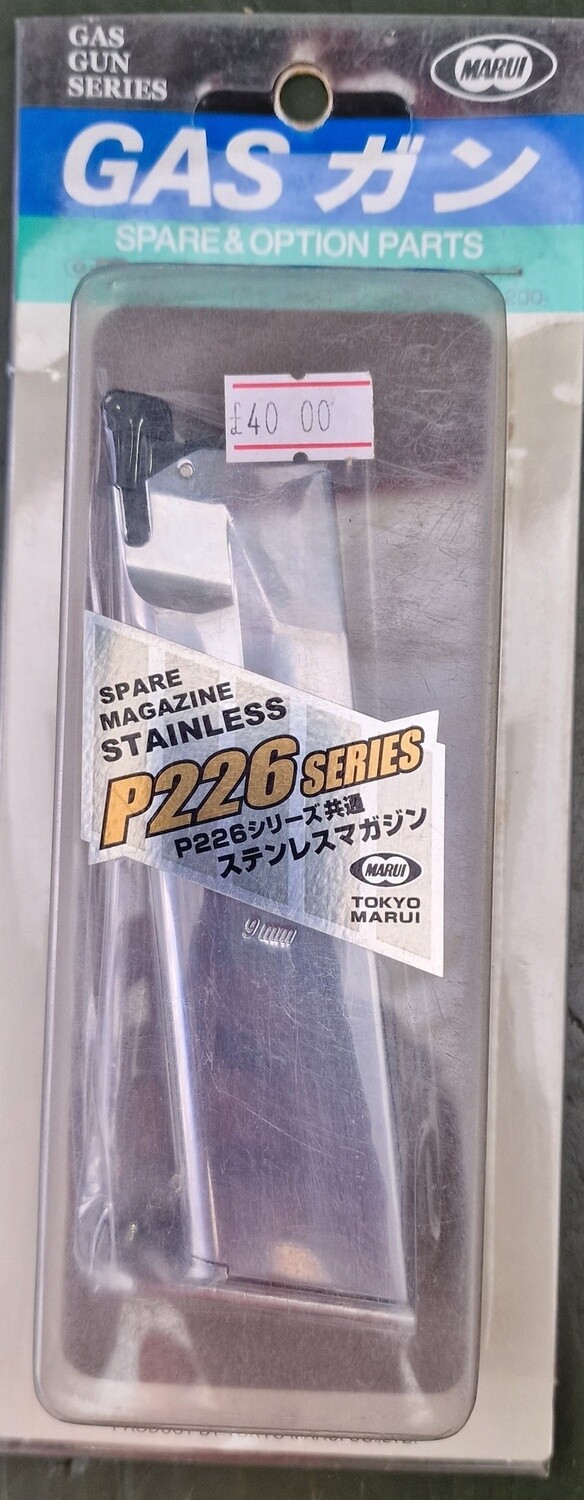 GAS
GUN
SERIES
MARUI
GAS ガン
SPARE & OPTION PARTS
£40 00
SPARE
MAGAZINE
STAINLESS
P226 SERIES
P226シリーズ共通
ステンレスマガジン
MARUI
TOKYO
MARUI
9mm